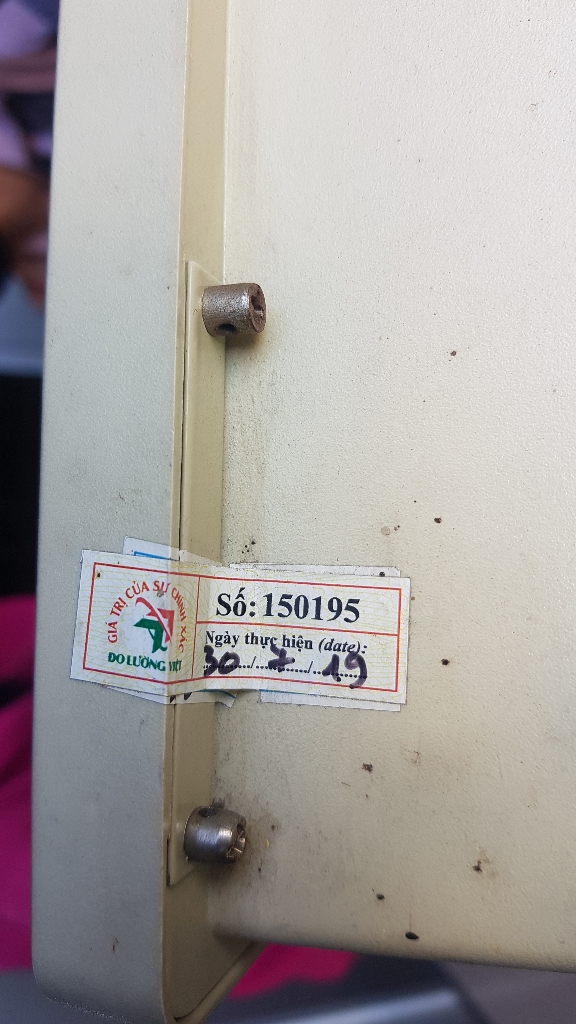 GIÁ TRỊ CỦA SỰ CHÍNH XÁC
ĐO LƯỜNG VIỆT
Số: 150195
Ngày thực hiện (date):
30/7/19